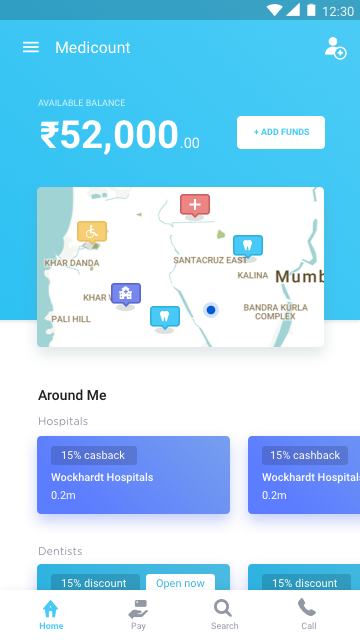 12:30
Medicount
AVAILABLE BALANCE
₹52,000.00
+ ADD FUNDS
KHAR DANDA
SANTACRUZ EAST
KALINA
Mumb
KHAR W
BANDRA KURLA
COMPLEX
PALI HILL
Around Me
Hospitals
15% casback
15% cashback
Wockhardt Hospitals
Wockhardt Hospitals
0.2m
0.2m
Dentists
15% discount
Open now
15% discount
Home
Pay
Search
Call